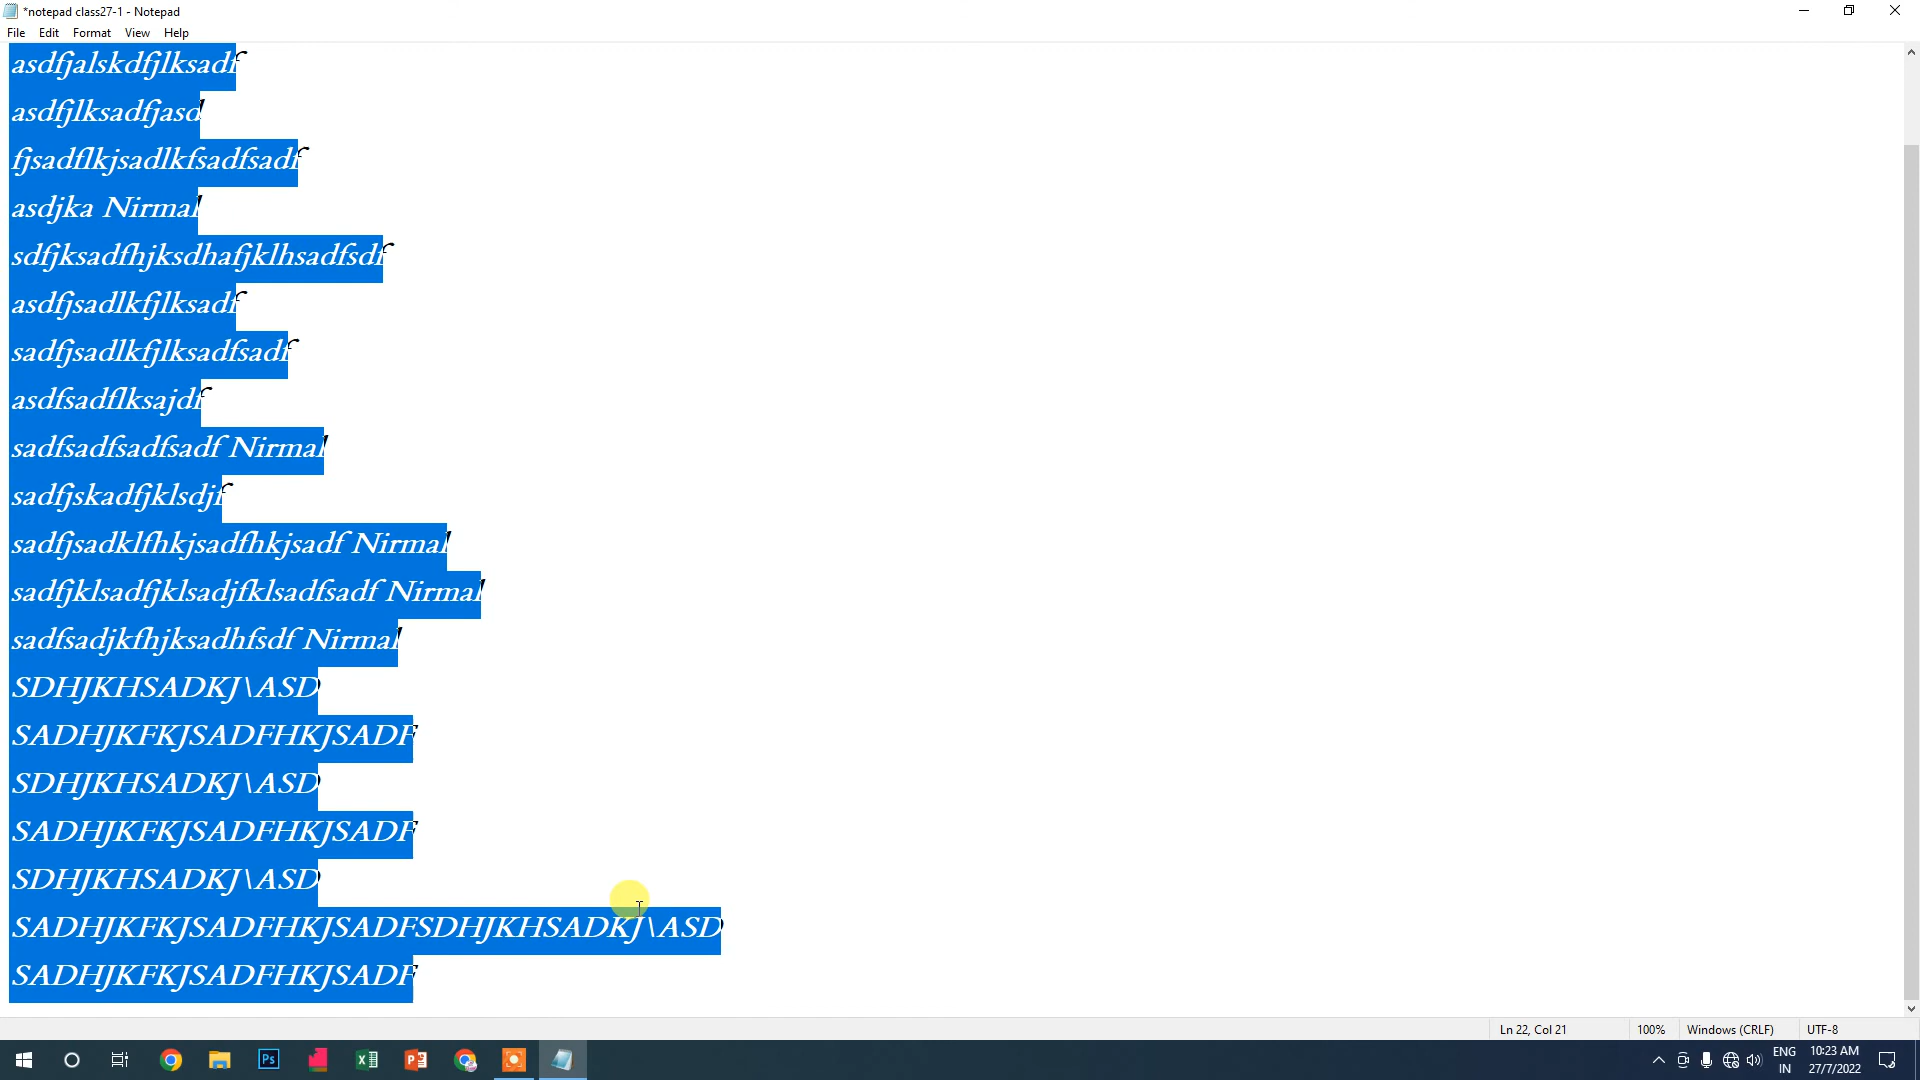 *notepad class27-1 - Notepad
File Edit Format View Help
asdfjalskdfjlksadf
asdfjlksadfjasd
fjsadflkjsadlkfsadfsadf
asdjka Nirmal
sdfjksadfhjksdhafjklhsadfsdf
asdfjsadlkfjlksadf
sadfjsadlkfjlksadfsadf
asdfsadflksajdf
sadfsadfsadfsadf Nirmal
sadfjskadfjklsdjf
sadfjsadklfhkjsadfhkjsadf Nirmal
sadfjklsadfjklsadjfklsadfsadf Nirmal
sadfsadjkfhjksadhfsdf Nirmal
SDHJKHSADKJ\ASD
SADHJKFKJSADFHKJSADF
SDHJKHSADKJ\ASD
SADHJKFKJSADFHKJSADF
SDHJKHSADKJ\ASD
SADHJKFKJSADFHKJSADFSDHJKHSADKJ\ASD
SADHJKFKJSADFHKJSADF
Ln 22, Col 21 100% Windows (CRLF) UTF-8
Ps
ENG
IN
10:23 AM
27/7/2022